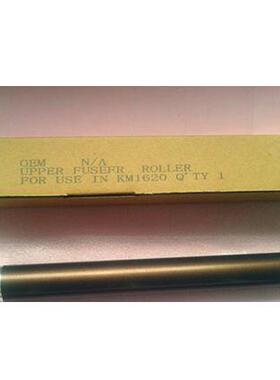 OEM N/A
UPPER FUSEFR ROLLER
FOR USE IN KM1620 Q'TY 1